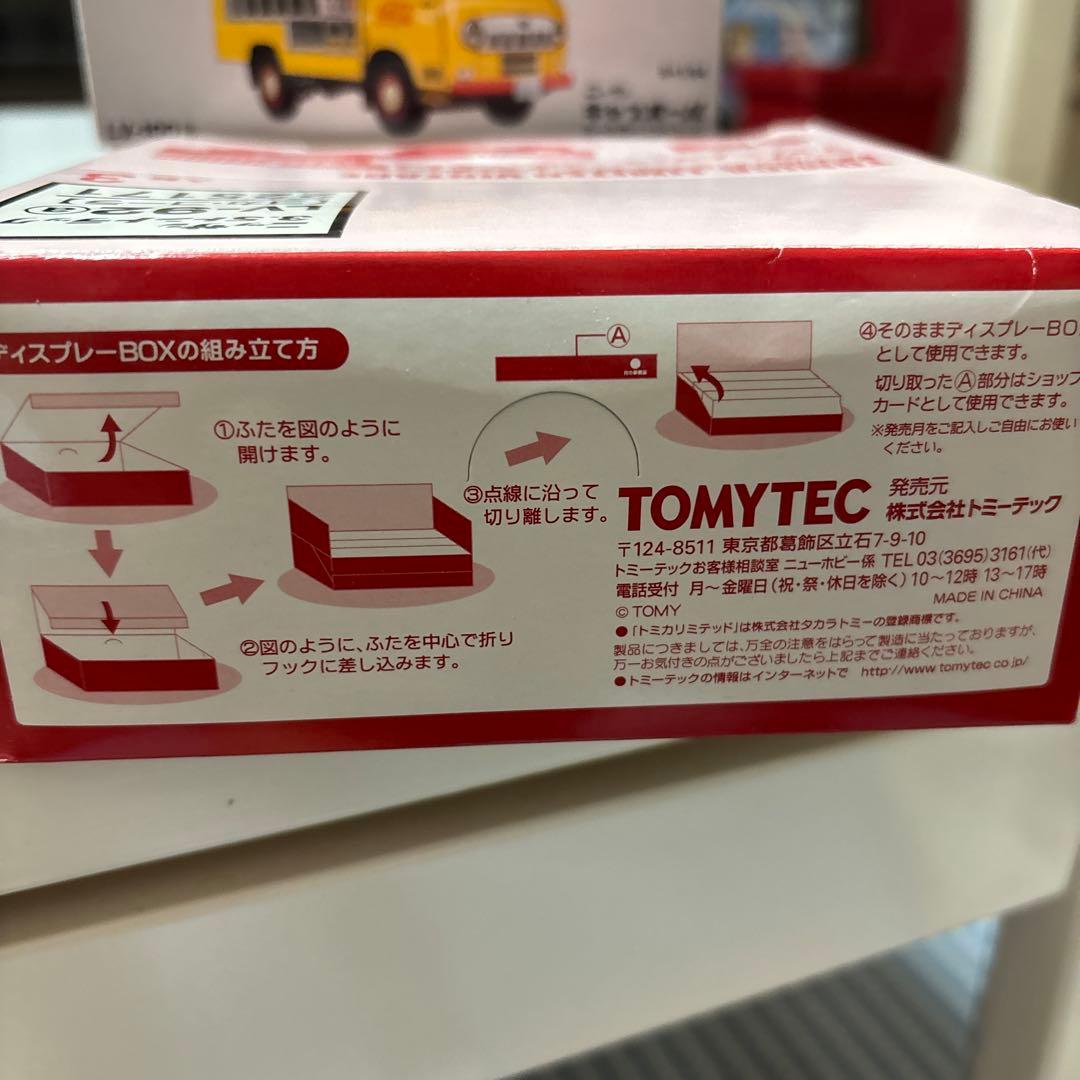 ディスプレーBOXの組み立て方
①ふたを図のように
開けます。
②図のように、ふたを中心で折り
フックに差し込みます。
③点線に沿って
切り離します。
A
④そのままディスプレーBO
として使用できます。
切り取ったⒶ部分はショップ
カードとして使用できます。
※発売月をご記入しご自由にお使い
ください。
TOMYTEC
発売元
株式会社トミーテック
〒124-8511 東京都葛飾区立石7-9-10
トミーテックお客様相談室 ニューホビー係 TEL 03(3695)3161(代)
電話受付 月〜金曜日(祝・祭・休日を除く)10〜12時 13〜17時
© TOMY
MADE IN CHINA
●「トミカリミテッド」は株式会社タカラトミーの登録商標です。
製品につきましては、万全の注意をはらって製造に当たっておりますが、
万一お気付きの点がございましたら上記までご連絡ください。
●トミーテックの情報はインターネットで http://www.tomytec.co.jp/